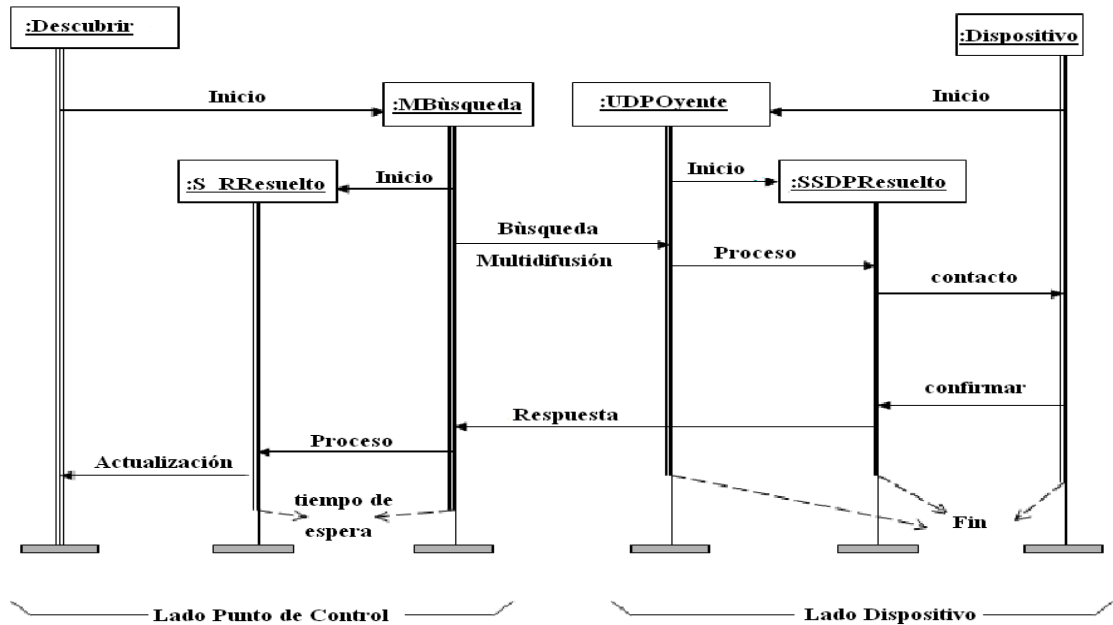 :Descubrir
:Dispositivo
Inicio
:MBùsqueda
:UDPOyente
Inicio
:S_RResuelto
Inicio
Inicio
:SSDPResuelto
Bùsqueda
Multidifusión
Proceso
contacto
confirmar
Respuesta
Proceso
Actualización
tiempo de
espera
Fin
Lado Punto de Control
Lado Dispositivo